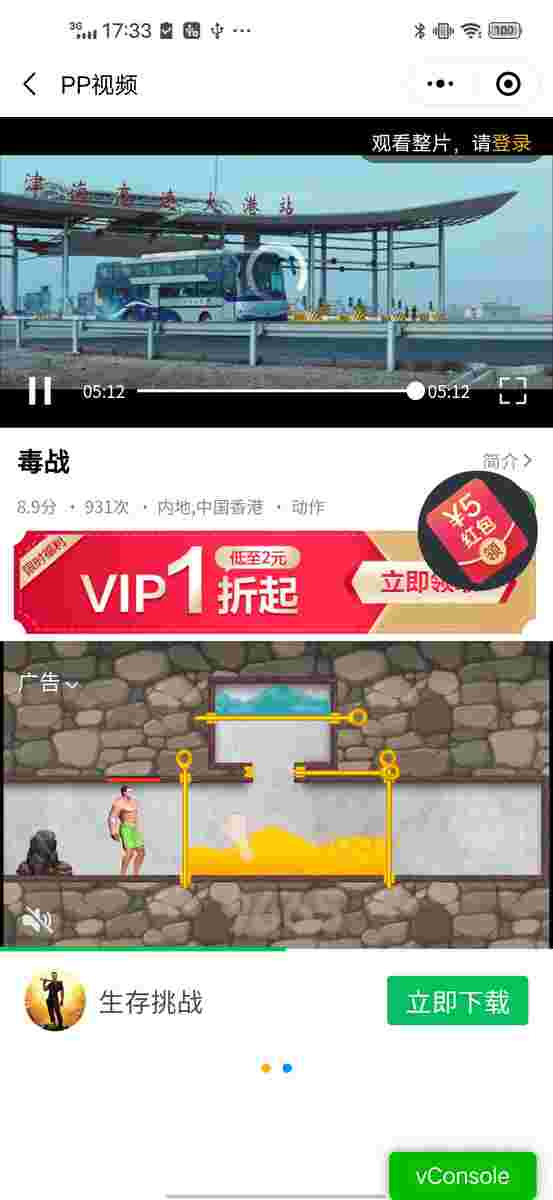 3G 17:33 100
PP视频
观看整片，请登录
津海高速大港站
05:12
05:12
毒战
简介
8.9分 · 931次 · 内地,中国香港 · 动作
¥5
红包
领
限时福利
VIP1折起
低至2元
立即领
广告
生存挑战
立即下载
vConsole